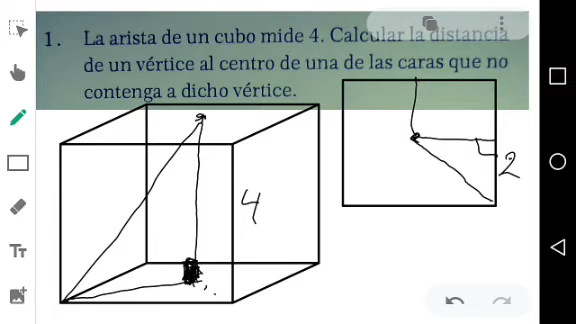 1. La arista de un cubo mide 4. Calcular la distancia
de un vértice al centro de una de las caras que no
contenga a dicho vértice.
4
2
TT